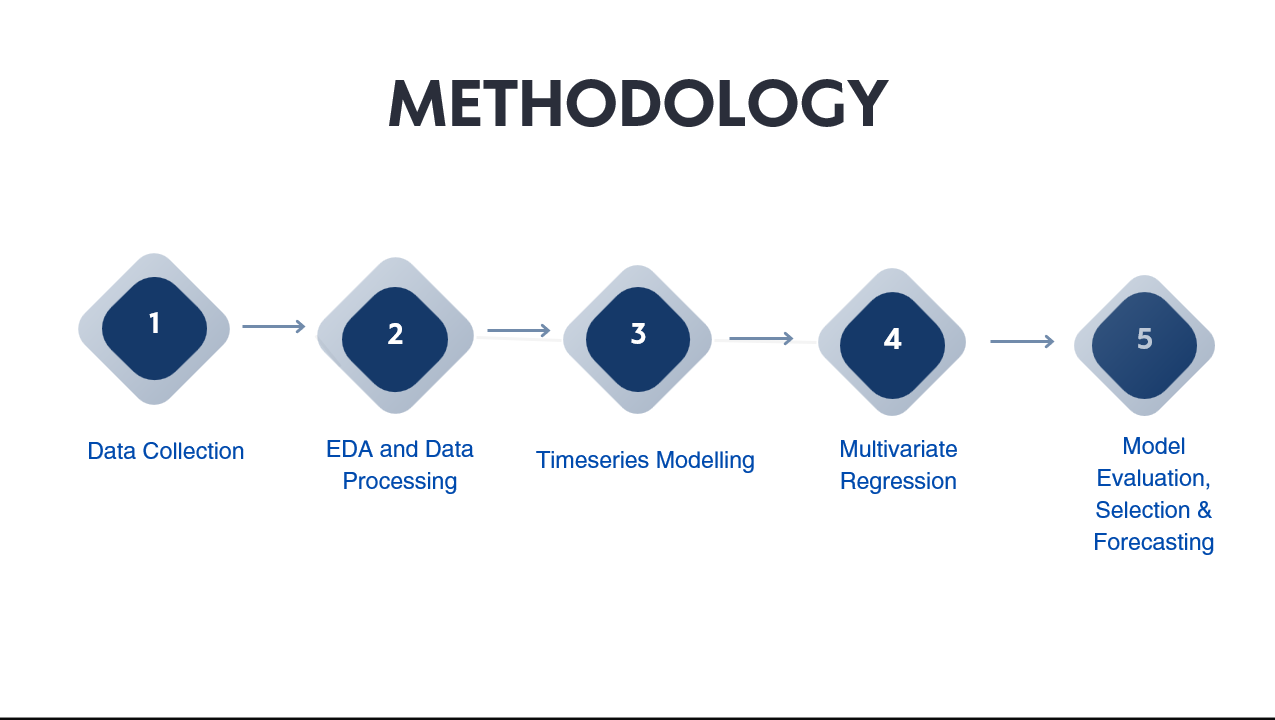 METHODOLOGY
1
2
3
4
5
Data Collection
EDA and Data
Processing
Timeseries Modelling
Multivariate
Regression
Model
Evaluation,
Selection &
Forecasting